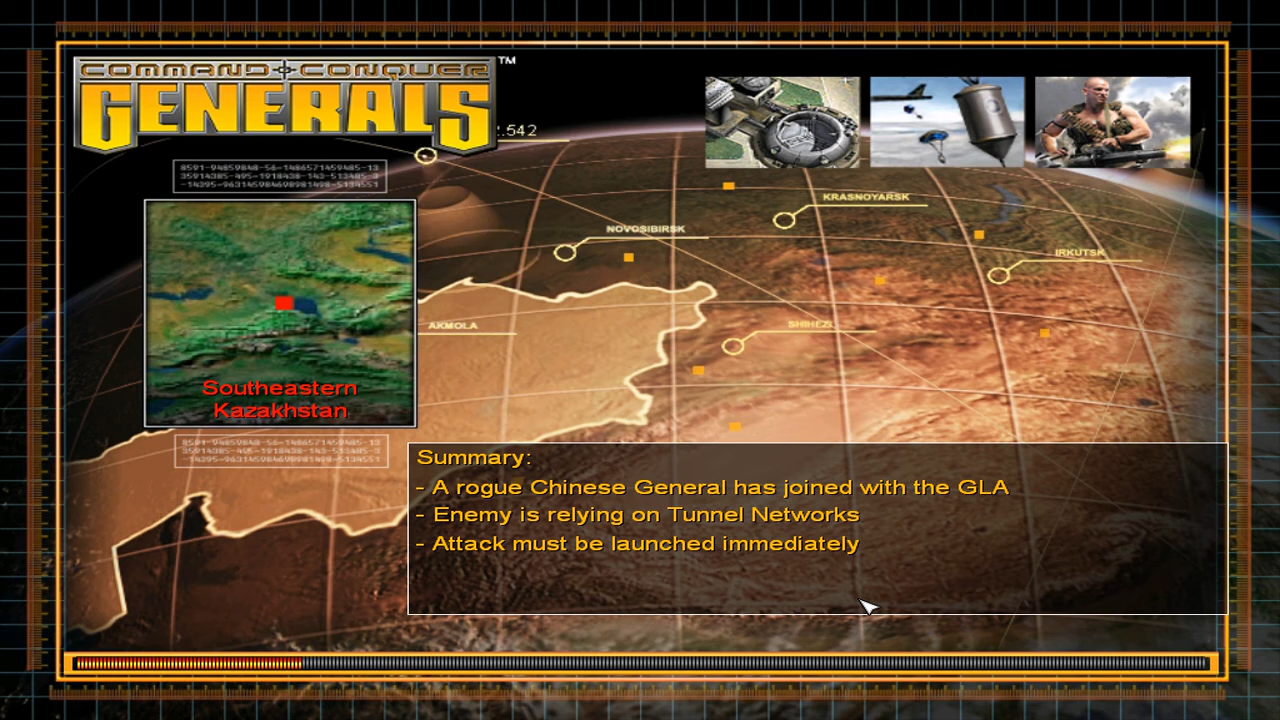 COMMAND CONQUER
GENERALS
TM
.542
KRASNOYARSK
NOVOSIBIRSK
IRKUTSK
AKMOLA
SHIHEZI
Southeastern
Kazakhstan
Summary:
- A rogue Chinese General has joined with the GLA
- Enemy is relying on Tunnel Networks
- Attack must be launched immediately